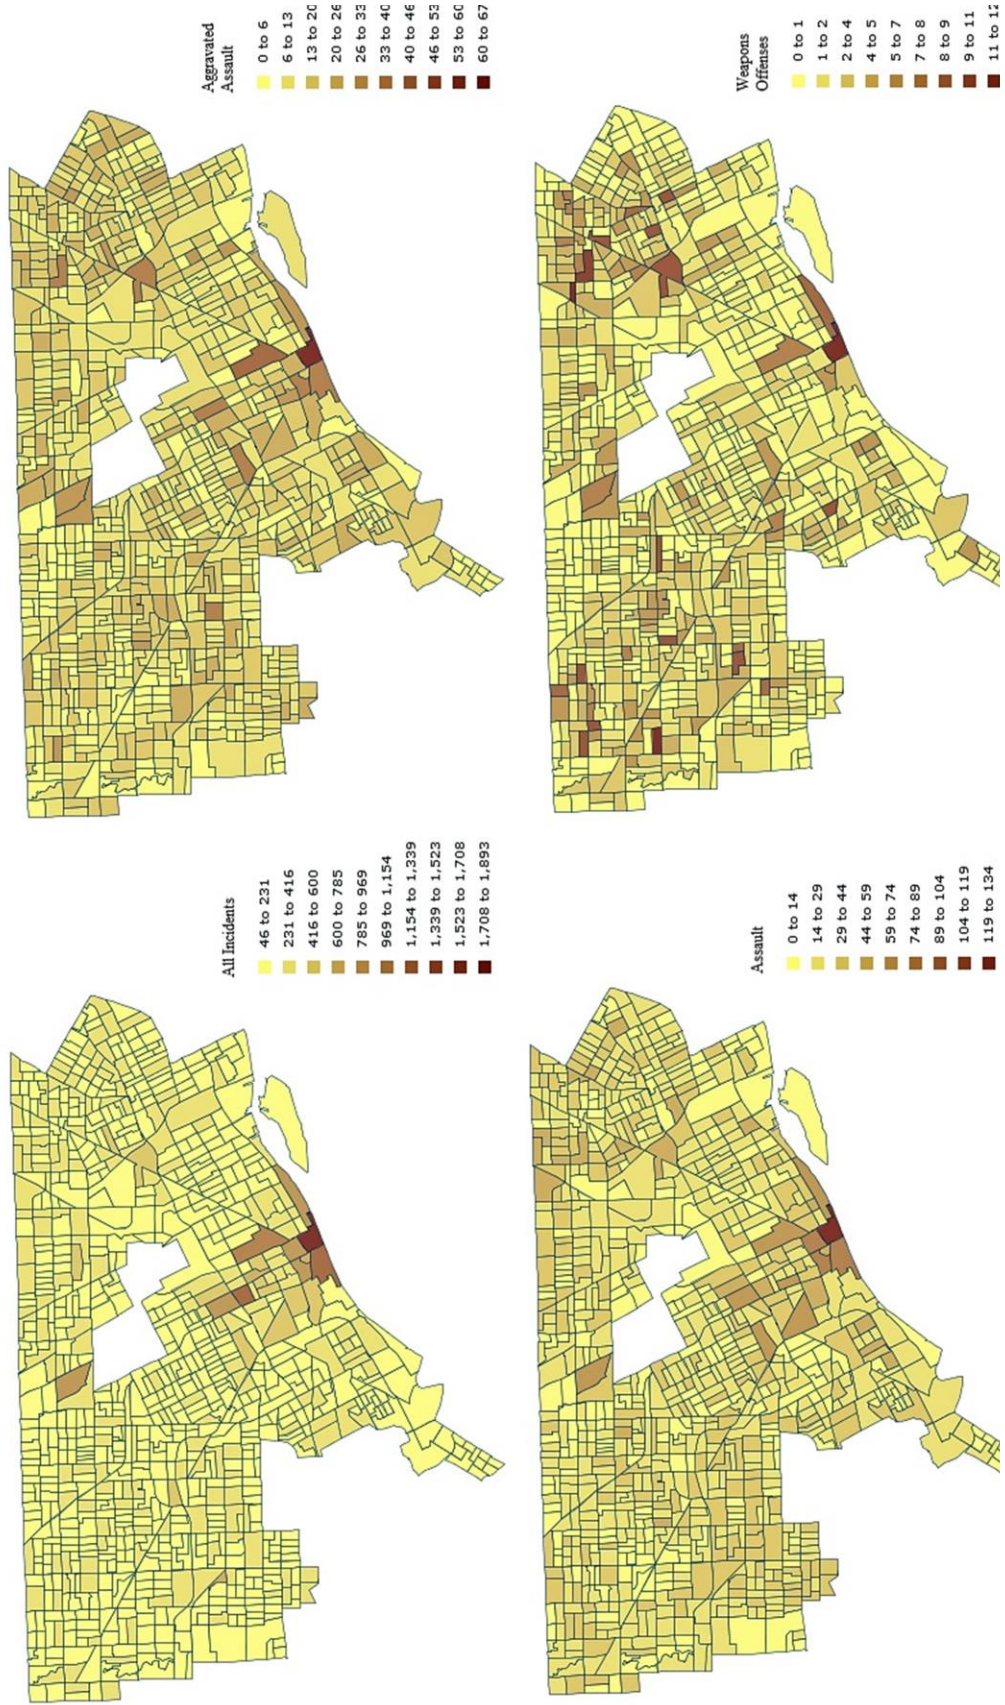 Aggravated
Assault
0 to 6
6 to 13
13 to 20
20 to 26
26 to 33
33 to 40
40 to 46
46 to 53
53 to 60
60 to 67
Weapons
Offenses
0 to 1
1 to 2
2 to 4
4 to 5
5 to 7
7 to 8
8 to 9
9 to 11
11 to 12
All Incidents
46 to 231
231 to 416
416 to 600
600 to 785
785 to 969
969 to 1,154
1,154 to 1,339
1,339 to 1,523
1,523 to 1,708
1,708 to 1,893
Assault
0 to 14
14 to 29
29 to 44
44 to 59
59 to 74
74 to 89
89 to 104
104 to 119
119 to 134